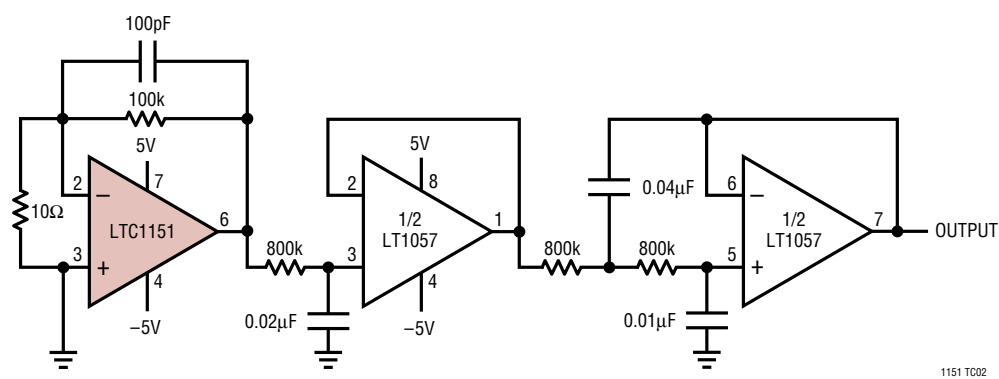 100pF
100k
5V
2
7
−
10Ω
LTC1151
6
3
+
4
−5V
800k
0.02µF
5V
2
8
1/2
LT1057
1
3
4
−5V
800k
0.04µF
800k
0.01µF
6
−
1/2
LT1057
7
OUTPUT
5
+
1151 TC02